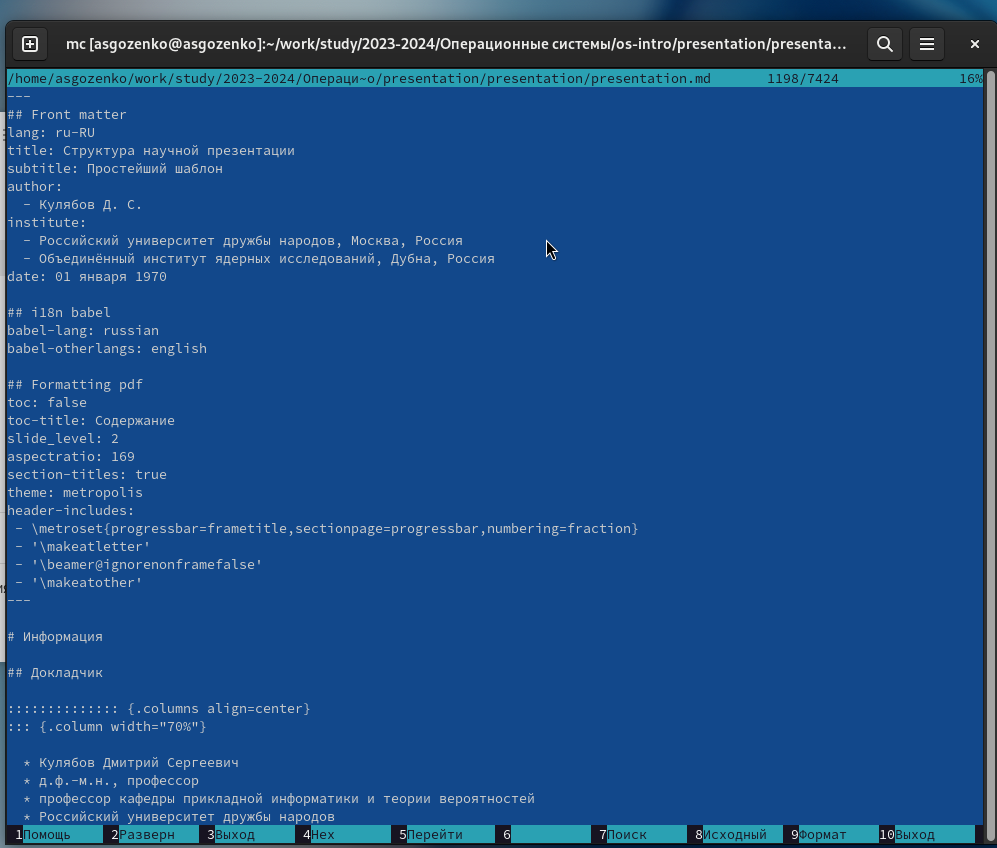 mc [asgozenko@asgozenko]:~/work/study/2023-2024/Операционные системы/os-intro/presentation/presenta…
/home/asgozenko/work/study/2023-2024/Операци~о/presentation/presentation/presentation.md 1198/7424 16%
---
## Front matter
lang: ru-RU
title: Структура научной презентации
subtitle: Простейший шаблон
author:
  - Кулябов Д. С.
institute:
  - Российский университет дружбы народов, Москва, Россия
  - Объединённый институт ядерных исследований, Дубна, Россия
date: 01 января 1970

## i18n babel
babel-lang: russian
babel-otherlangs: english

## Formatting pdf
toc: false
toc-title: Содержание
slide_level: 2
aspectratio: 169
section-titles: true
theme: metropolis
header-includes:
 - \metroset{progressbar=frametitle,sectionpage=progressbar,numbering=fraction}
 - '\makeatletter'
 - '\beamer@ignorenonframefalse'
 - '\makeatother'
---

# Информация

## Докладчик

:::::::::::::: {.columns align=center}
::: {.column width="70%"}

  * Кулябов Дмитрий Сергеевич
  * д.ф.-м.н., профессор
  * профессор кафедры прикладной информатики и теории вероятностей
  * Российский университет дружбы народов
1Помощь 2Разверн 3Выход 4Hex 5Перейти 6 7Поиск 8Исходный 9Формат 10Выход